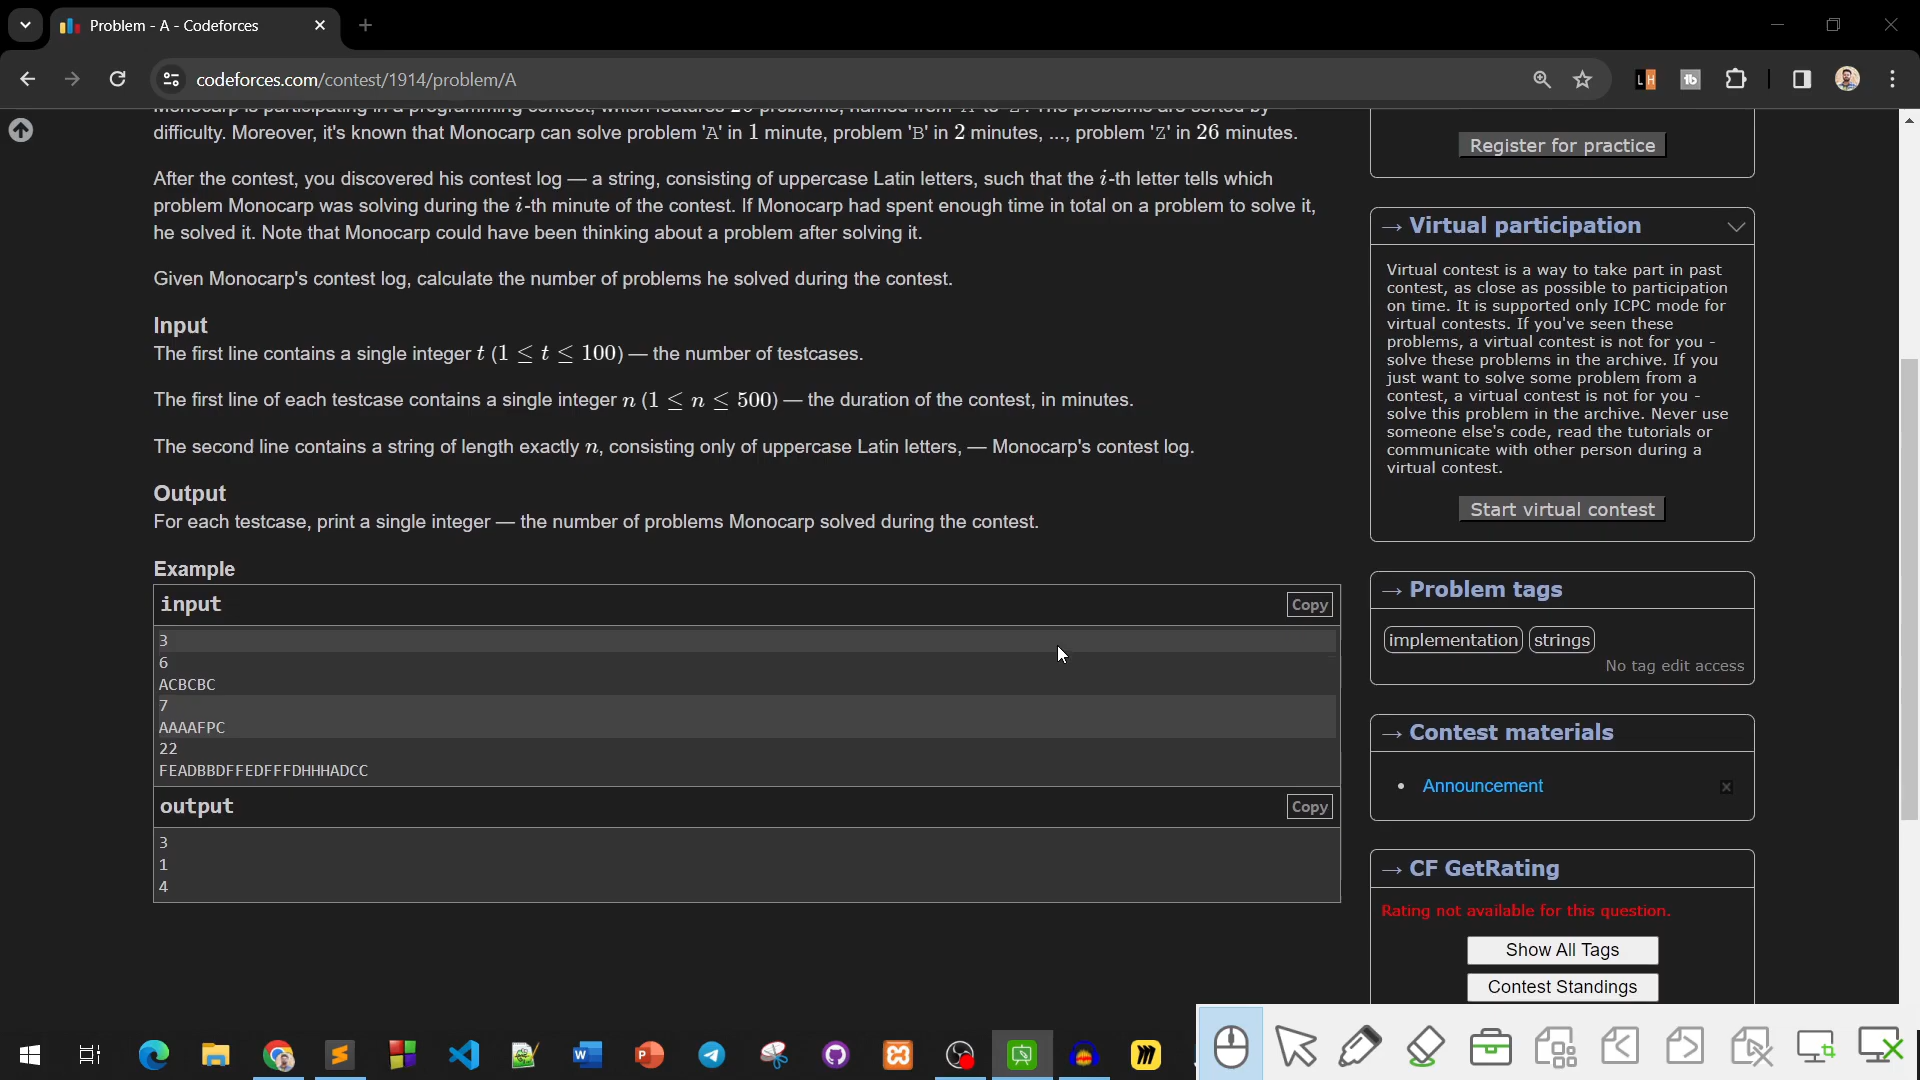 Problem - A - Codeforces
codeforces.com/contest/1914/problem/A
difficulty. Moreover, it's known that Monocarp can solve problem 'A' in 1 minute, problem 'B' in 2 minutes, ..., problem 'Z' in 26 minutes.
After the contest, you discovered his contest log — a string, consisting of uppercase Latin letters, such that the i-th letter tells which
problem Monocarp was solving during the i-th minute of the contest. If Monocarp had spent enough time in total on a problem to solve it,
he solved it. Note that Monocarp could have been thinking about a problem after solving it.
Given Monocarp's contest log, calculate the number of problems he solved during the contest.
Input
The first line contains a single integer t (1 ≤ t ≤ 100) — the number of testcases.
The first line of each testcase contains a single integer n (1 ≤ n ≤ 500) — the duration of the contest, in minutes.
The second line contains a string of length exactly n, consisting only of uppercase Latin letters, — Monocarp's contest log.
Output
For each testcase, print a single integer — the number of problems Monocarp solved during the contest.
Example
input
Copy
3
6
ACBCBC
7
AAAAFPC
22
FEADBBDFFEDFFFDHHHADCC
output
Copy
3
1
4
Register for practice
→ Virtual participation
Virtual contest is a way to take part in past
contest, as close as possible to participation
on time. It is supported only ICPC mode for
virtual contests. If you've seen these
problems, a virtual contest is not for you -
solve these problems in the archive. If you
just want to solve some problem from a
contest, a virtual contest is not for you -
solve this problem in the archive. Never use
someone else's code, read the tutorials or
communicate with other person during a
virtual contest.
Start virtual contest
→ Problem tags
implementation strings
No tag edit access
→ Contest materials
Announcement
→ CF GetRating
Rating not available for this question.
Show All Tags
Contest Standings